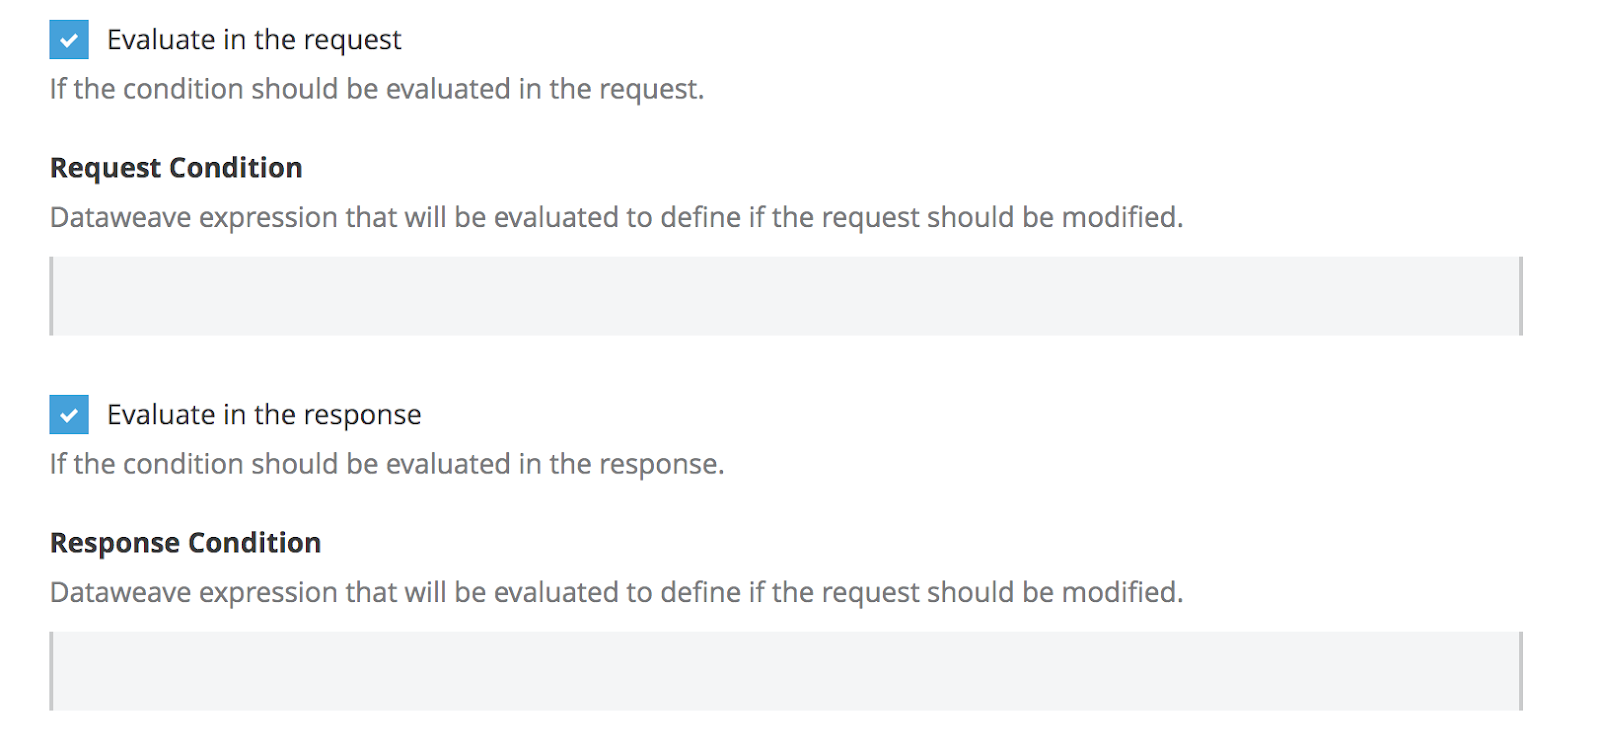 Evaluate in the request
If the condition should be evaluated in the request.
Request Condition
Dataweave expression that will be evaluated to define if the request should be modified.
Evaluate in the response
If the condition should be evaluated in the response.
Response Condition
Dataweave expression that will be evaluated to define if the request should be modified.